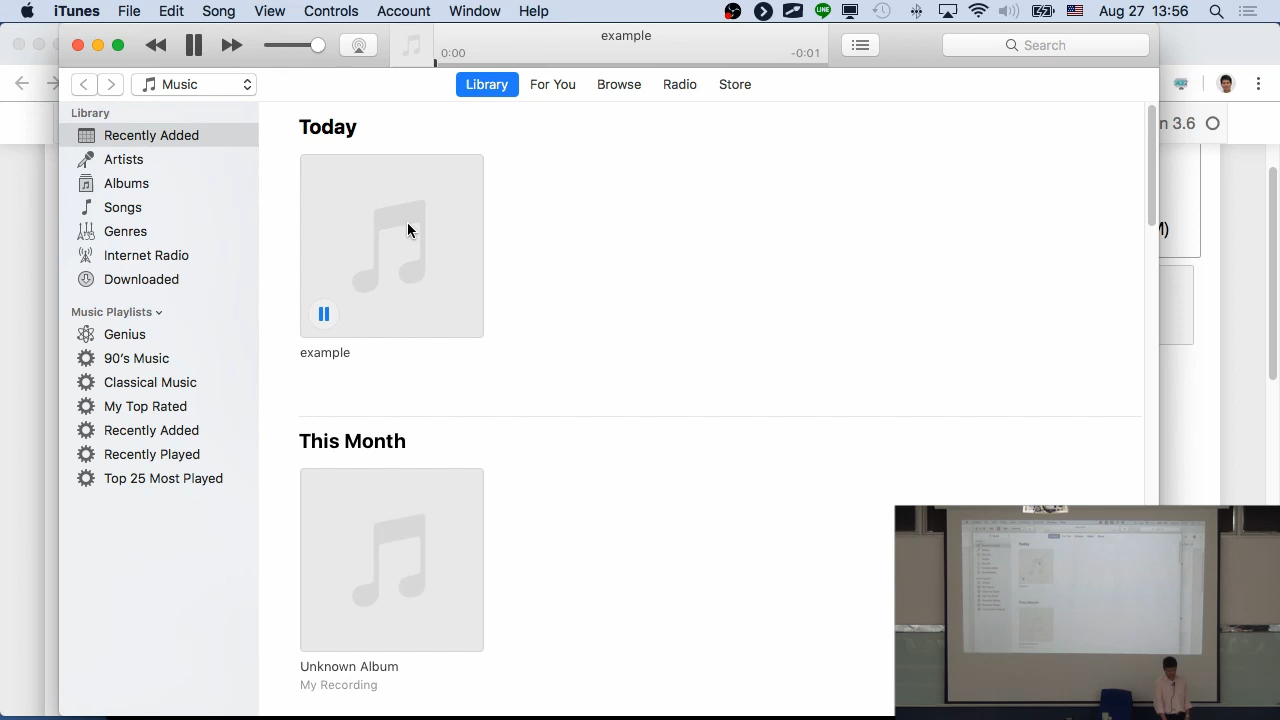 iTunes File Edit Song View Controls Account Window Help
LINE
Aug 27 13:56
example
0:00 -0:01
Search
Music
Library For You Browse Radio Store
n 3.6
Library
Recently Added
Artists
Albums
Songs
Genres
Internet Radio
Downloaded
Music Playlists
Genius
90's Music
Classical Music
My Top Rated
Recently Added
Recently Played
Top 25 Most Played
Today
example
This Month
Unknown Album
My Recording